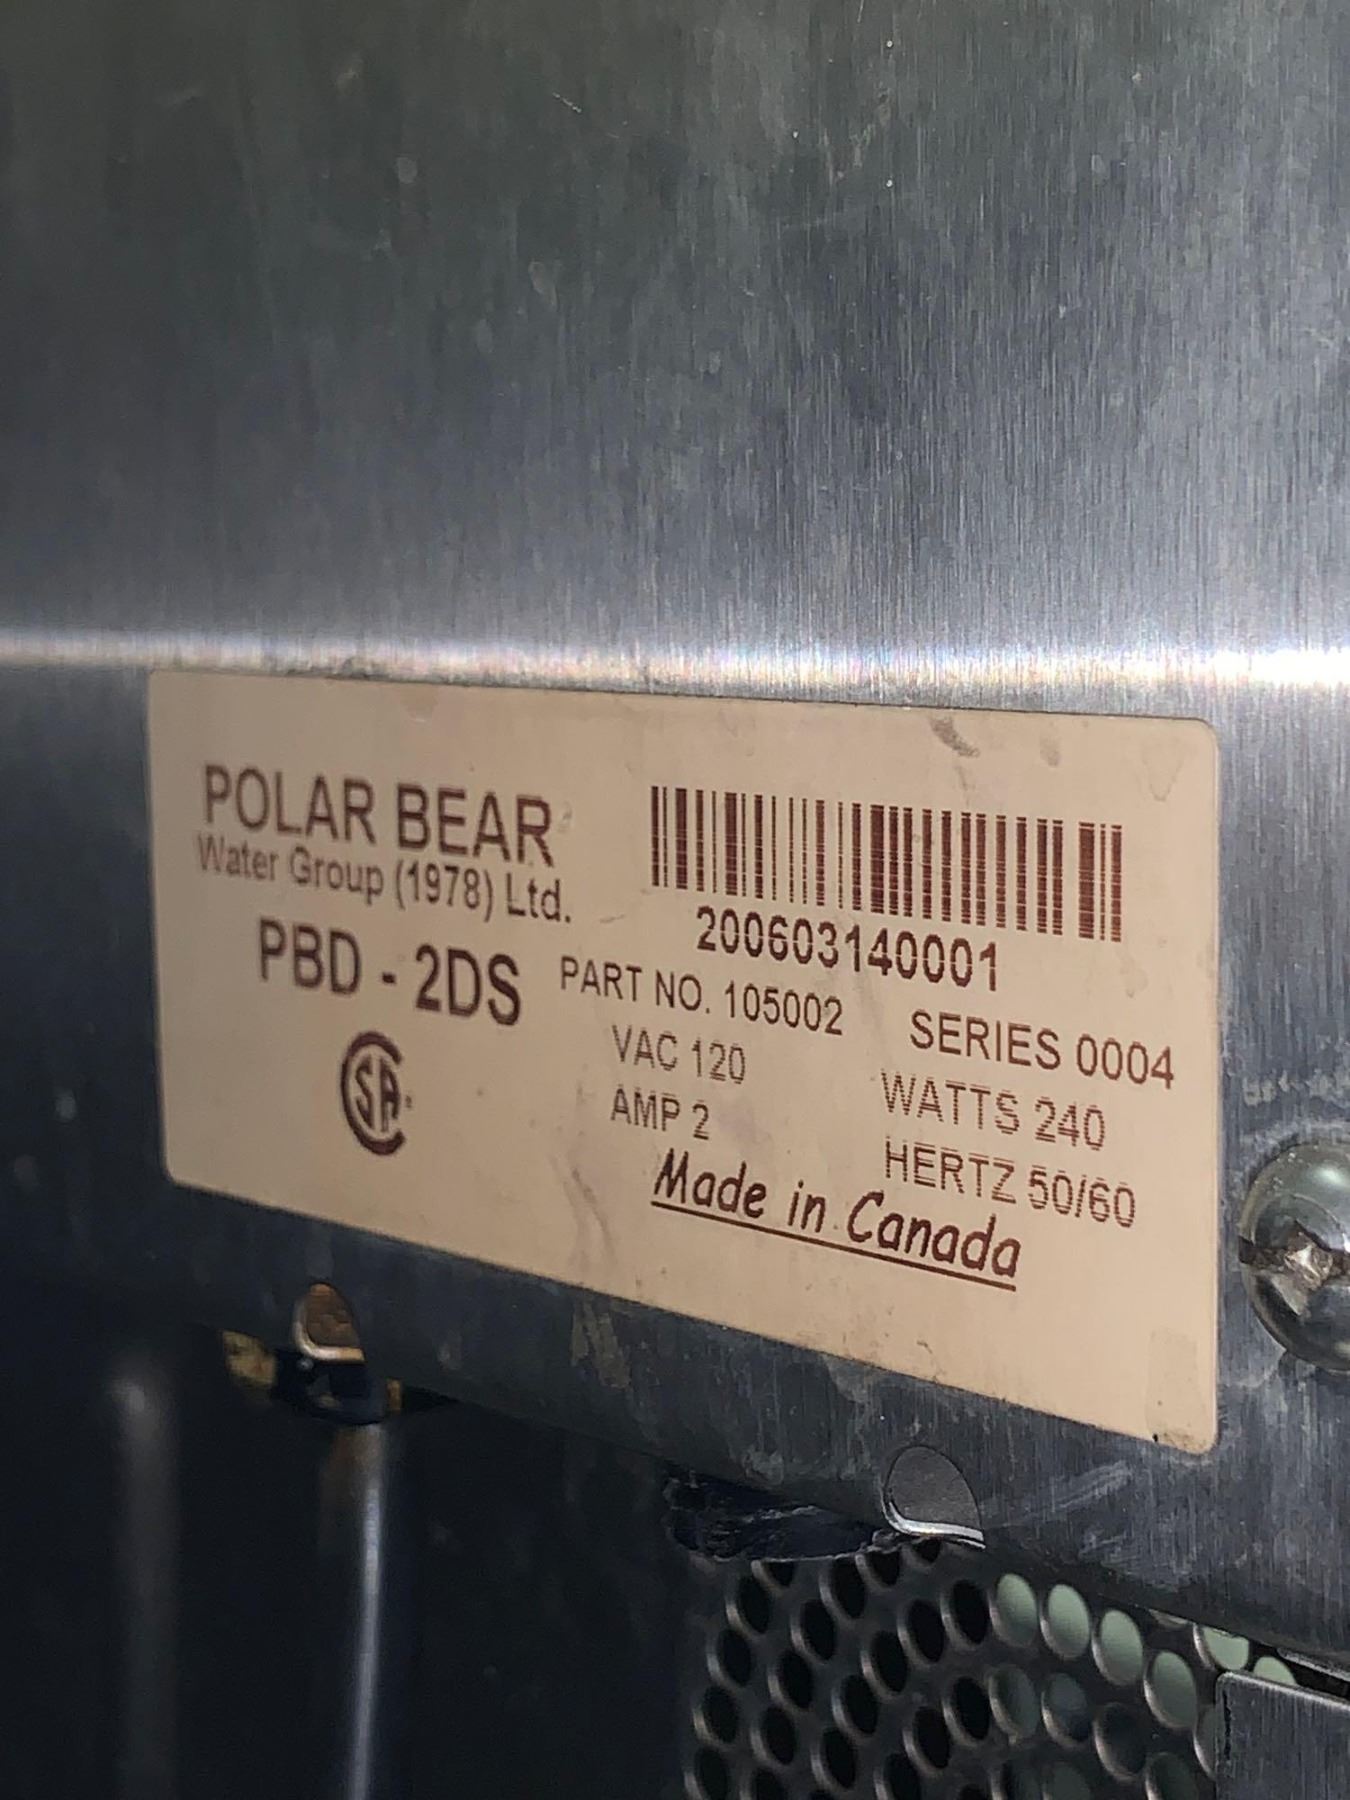 POLAR BEAR
Water Group (1978) Ltd.
PBD - 2DS
SA
200603140001
PART NO. 105002 SERIES 0004
VAC 120 WATTS 240
AMP 2 HERTZ 50/60
Made in Canada